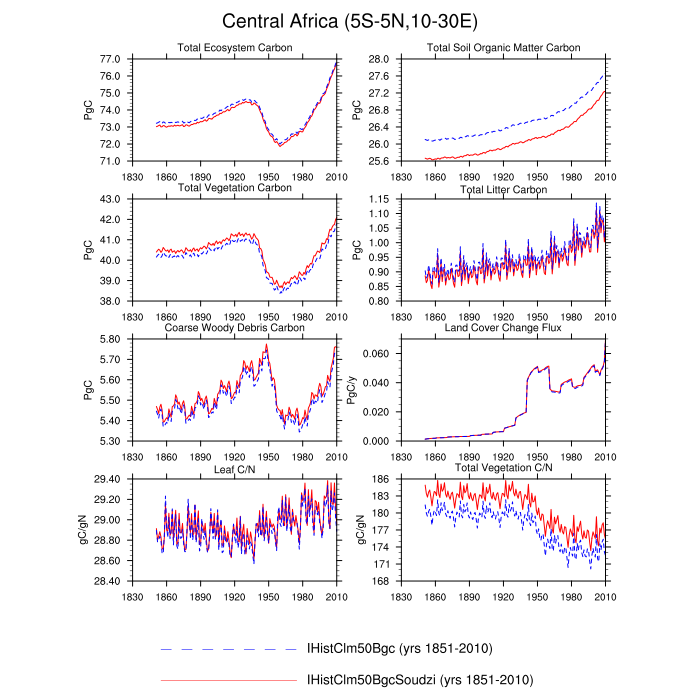 Central Africa (5S-5N,10-30E)
Total Ecosystem Carbon
77.0
76.0
75.0
74.0
73.0
72.0
71.0
PgC
1830 1860 1890 1920 1950 1980 2010
Total Soil Organic Matter Carbon
28.0
27.6
27.2
26.8
26.4
26.0
25.6
PgC
1830 1860 1890 1920 1950 1980 2010
Total Vegetation Carbon
43.0
42.0
41.0
40.0
39.0
38.0
PgC
1830 1860 1890 1920 1950 1980 2010
Total Litter Carbon
1.15
1.10
1.05
1.00
0.95
0.90
0.85
0.80
PgC
1830 1860 1890 1920 1950 1980 2010
Coarse Woody Debris Carbon
5.80
5.70
5.60
5.50
5.40
5.30
PgC
1830 1860 1890 1920 1950 1980 2010
Land Cover Change Flux
0.060
0.040
0.020
0.000
PgC/y
1830 1860 1890 1920 1950 1980 2010
Leaf C/N
29.40
29.20
29.00
28.80
28.60
28.40
gC/gN
1830 1860 1890 1920 1950 1980 2010
Total Vegetation C/N
186
183
180
177
174
171
168
gC/gN
1830 1860 1890 1920 1950 1980 2010
IHistClm50Bgc (yrs 1851-2010)
IHistClm50BgcSoudzi (yrs 1851-2010)